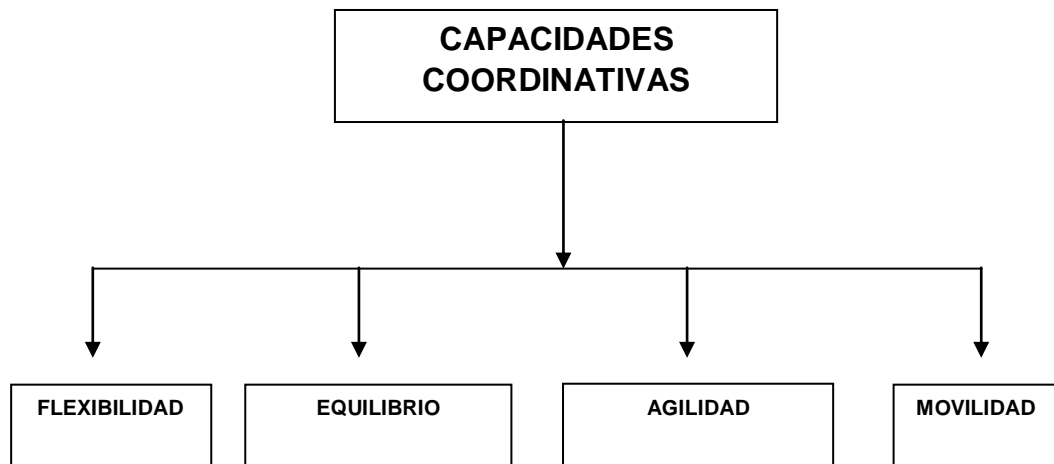 CAPACIDADES
COORDINATIVAS
FLEXIBILIDAD
EQUILIBRIO
AGILIDAD
MOVILIDAD